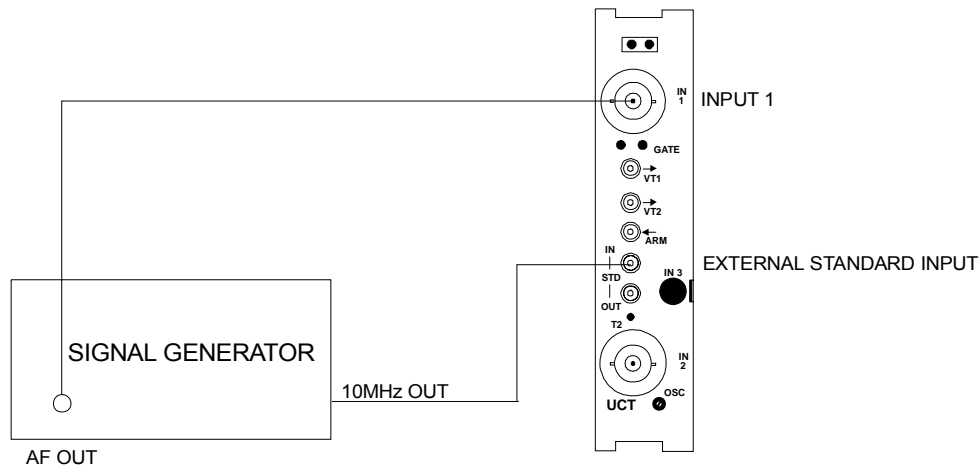 IN
1
INPUT 1
GATE
VT1
VT2
ARM
IN
STD
OUT
IN 3
EXTERNAL STANDARD INPUT
T2
IN
2
OSC
UCT
SIGNAL GENERATOR
10MHz OUT
AF OUT